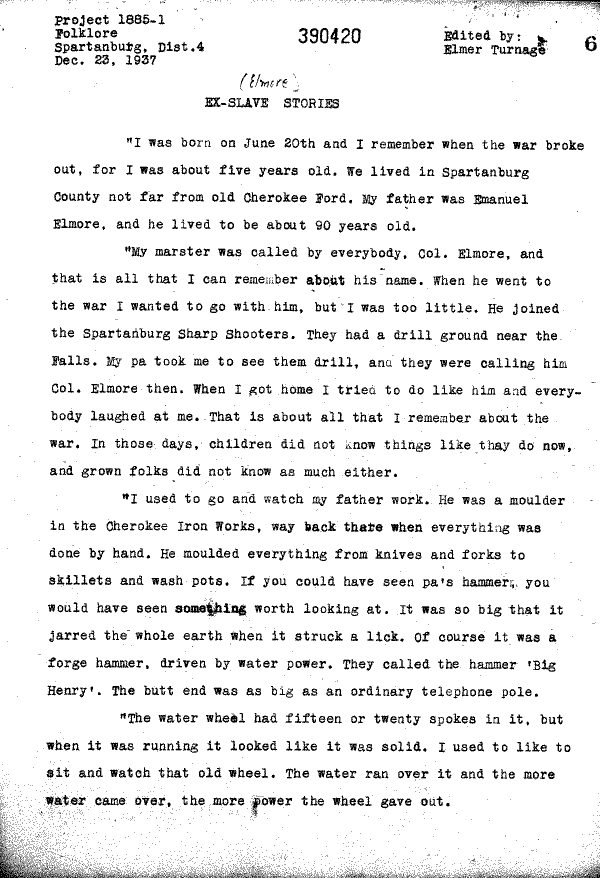 Project 1885-1
Folklore
Spartanburg, Dist.4
Dec. 23, 1937
390420
Edited by:
Elmer Turnage
6
(Elmore)
EX-SLAVE STORIES
"I was born on June 20th and I remember when the war broke
out, for I was about five years old. We lived in Spartanburg
County not far from old Cherokee Ford. My father was Emanuel
Elmore, and he lived to be about 90 years old.
"My marster was called by everybody, Col. Elmore, and
that is all that I can remember about his name. When he went to
the war I wanted to go with him, but I was too little. He joined
the Spartanburg Sharp Shooters. They had a drill ground near the
Falls. My pa took me to see them drill, and they were calling him
Col. Elmore then. When I got home I tried to do like him and every-
body laughed at me. That is about all that I remember about the
war. In those days, children did not know things like thay do now,
and grown folks did not know as much either.
"I used to go and watch my father work. He was a moulder
in the Cherokee Iron Works, way back thare when everything was
done by hand. He moulded everything from knives and forks to
skillets and wash pots. If you could have seen pa's hammer, you
would have seen something worth looking at. It was so big that it
jarred the whole earth when it struck a lick. Of course it was a
forge hammer, driven by water power. They called the hammer 'Big
Henry'. The butt end was as big as an ordinary telephone pole.
"The water wheel had fifteen or twenty spokes in it, but
when it was running it looked like it was solid. I used to like to
sit and watch that old wheel. The water ran over it and the more
water came over, the more power the wheel gave out.